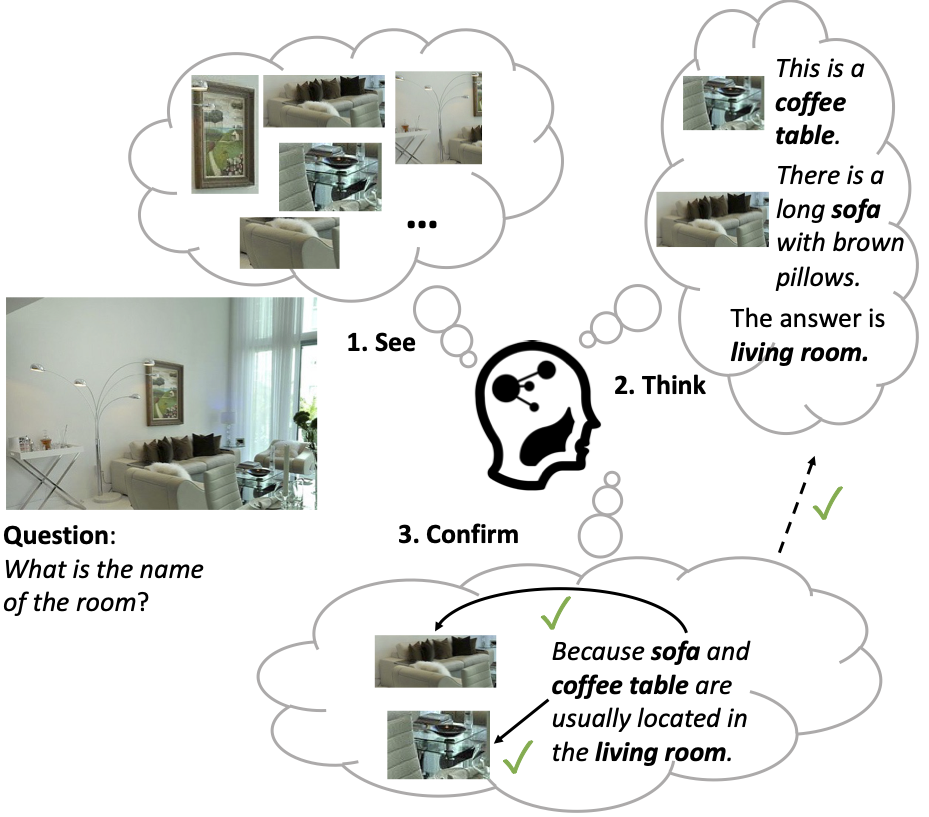 This is a
coffee
table.
There is a
long sofa
with brown
pillows.
The answer is
living room.
...
1. See
2. Think
3. Confirm
Question:
What is the name
of the room?
Because sofa and
coffee table are
usually located in
the living room.